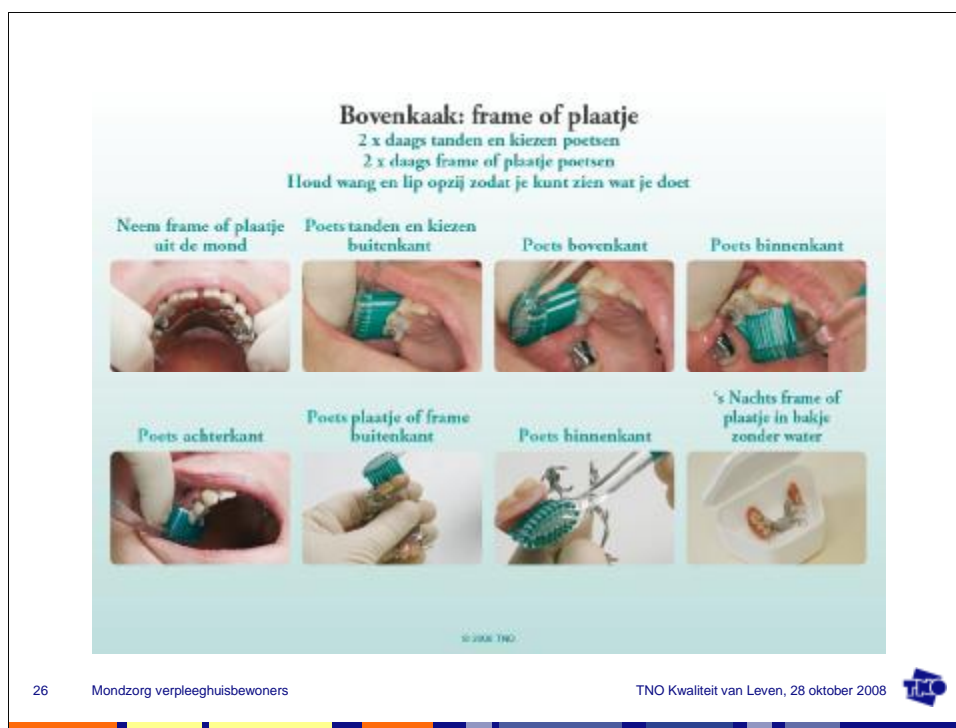 Bovenkaak: frame of plaatje
2 x daags tanden en kiezen poetsen
2 x daags frame of plaatje poetsen
Houd wang en lip opzij zodat je kunt zien wat je doet
Neem frame of plaatje
uit de mond
Poets tanden en kiezen
buitenkant
Poets bovenkant
Poets binnenkant
Poets achterkant
Poets plaatje of frame
buitenkant
Poets binnenkant
's Nachts frame of
plaatje in bakje
zonder water
© 2008 TNO
26 Mondzorg verpleeghuisbewoners TNO Kwaliteit van Leven, 28 oktober 2008
TNO